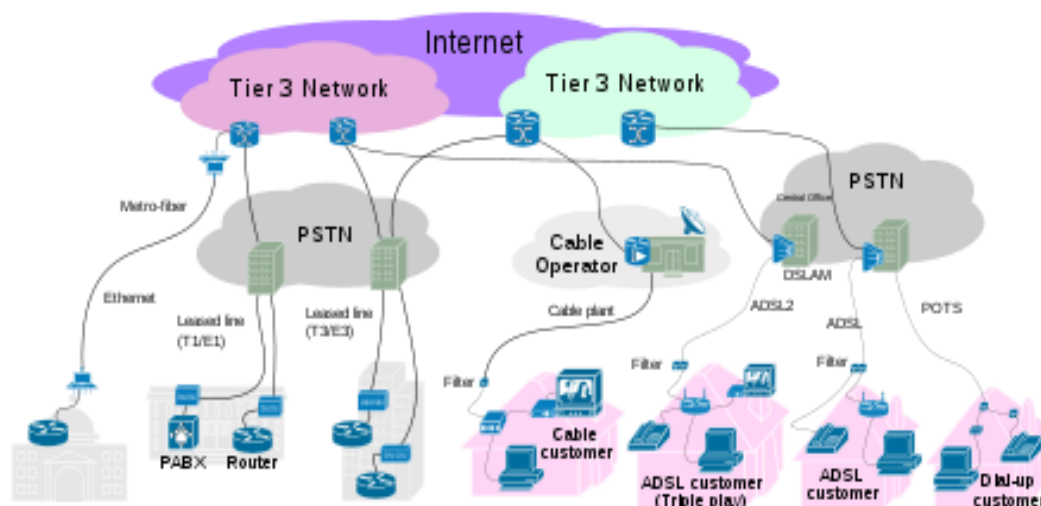 Internet
Tier 3 Network
Tier 3 Network
Metro-fiber
PSTN
Cable
Operator
Central Office
PSTN
DSLAM
Ethernet
Leased line
(T1/E1)
Leased line
(T3/E3)
Cable plant
ADSL2
ADSL
POTS
Filter
Filter
Filter
PABX
Router
Cable
customer
ADSL customer
(Triple play)
ADSL
customer
Dial-up
customer